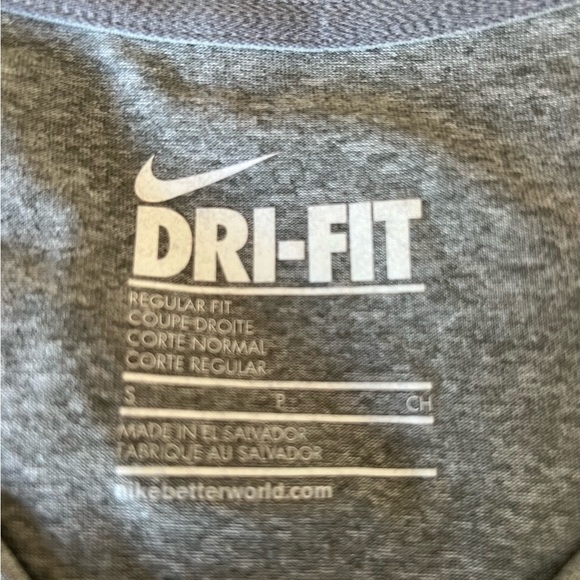 DRI-FIT
REGULAR FIT
COUPE DROITE
CORTE NORMAL
CORTE REGULAR
S P CH
MADE IN EL SALVADOR
FABRIQUE AU SALVADOR
nikebetterworld.com